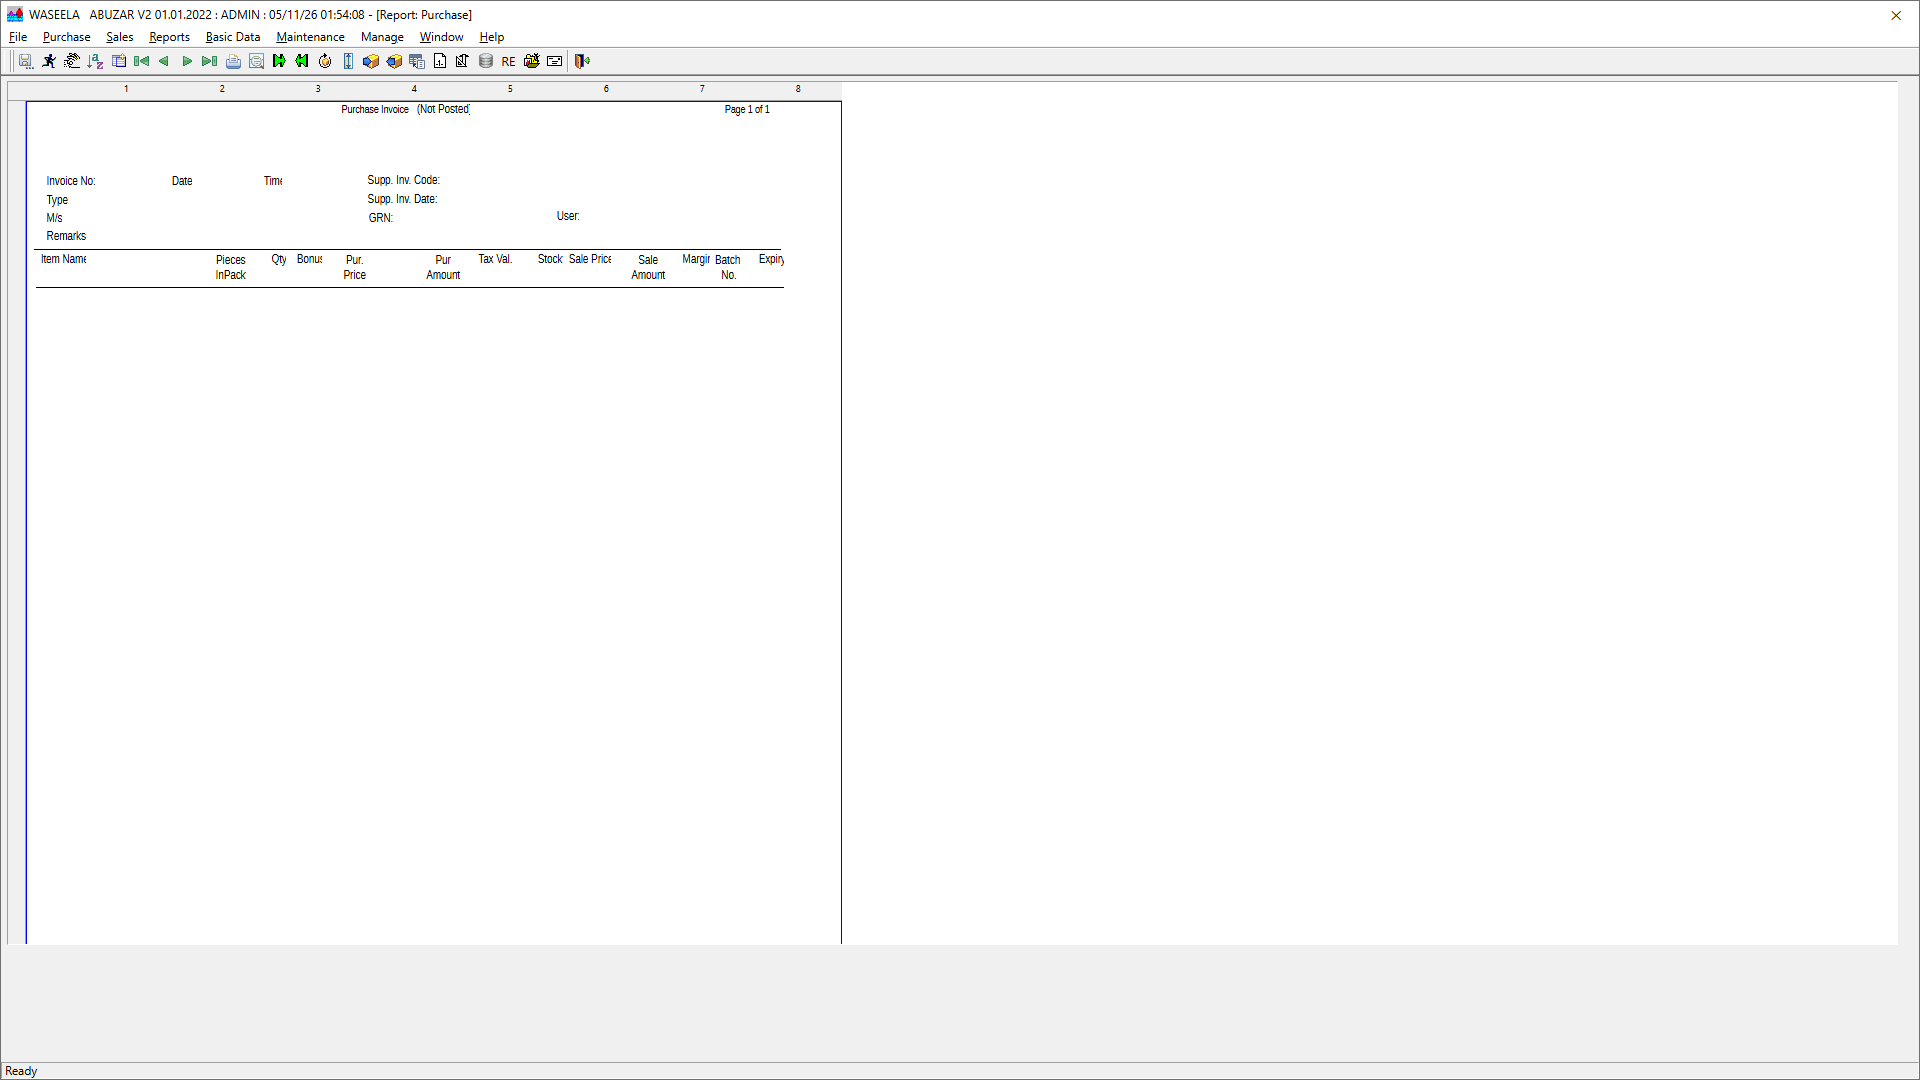 WASEELA ABUZAR V2 01.01.2022 : ADMIN : 05/11/26 01:54:08 - [Report: Purchase]
File Purchase Sales Reports Basic Data Maintenance Manage Window Help
RE
1 2 3 4 5 6 7 8
Purchase Invoice (Not Posted) Page 1 of 1
Invoice No: Date Time Supp. Inv. Code:
Type Supp. Inv. Date:
M/s GRN: User:
Remarks
Item Name Pieces Qty Bonus Pur. Pur Tax Val. Stock Sale Price Sale Margin Batch Expiry
InPack Price Amount Amount No.
Ready